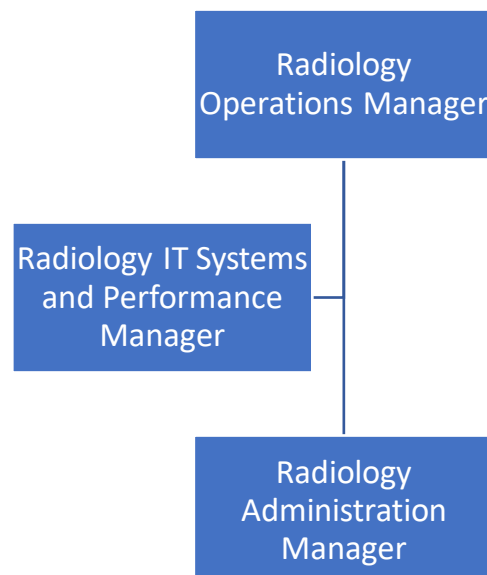 Radiology
Operations Manager
Radiology IT Systems
and Performance
Manager
Radiology
Administration
Manager